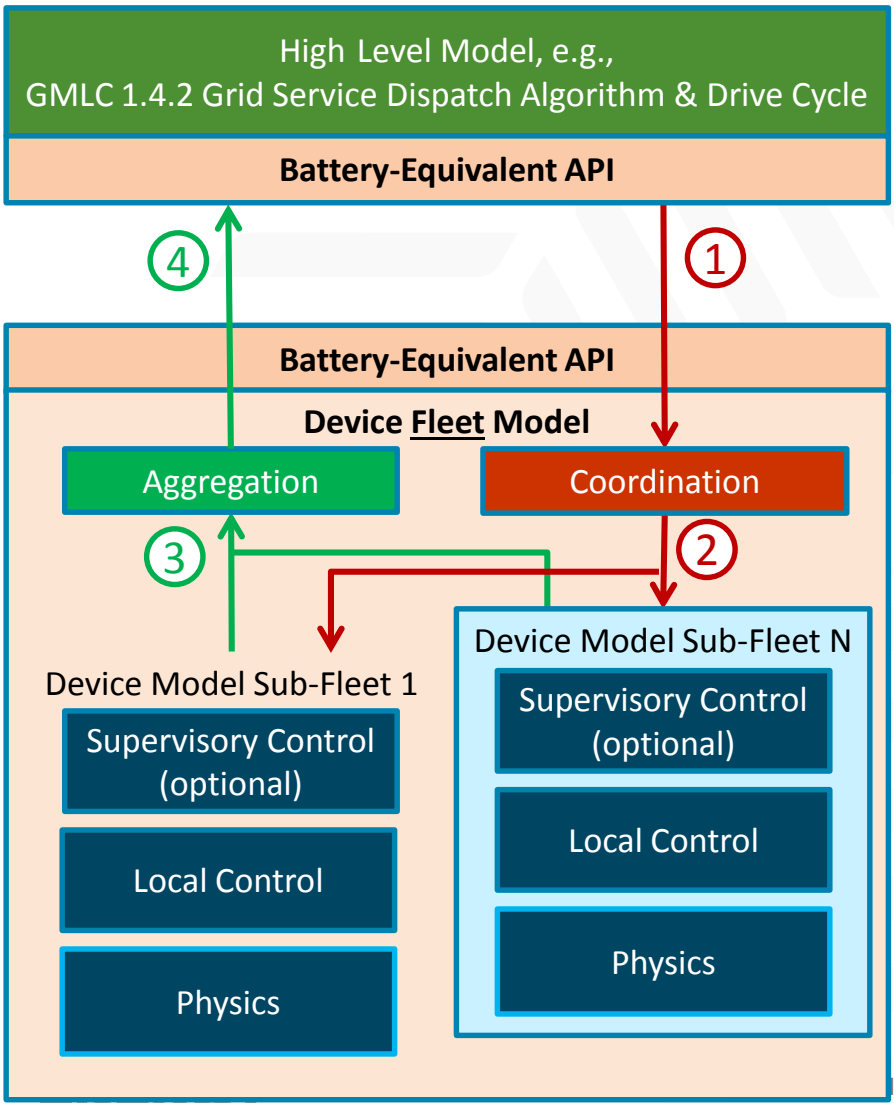 High Level Model, e.g.,
GMLC 1.4.2 Grid Service Dispatch Algorithm & Drive Cycle
Battery-Equivalent API
4
1
Battery-Equivalent API
Device Fleet Model
Aggregation
Coordination
3
2
Device Model Sub-Fleet 1
Supervisory Control
(optional)
Local Control
Physics
Device Model Sub-Fleet N
Supervisory Control
(optional)
Local Control
Physics